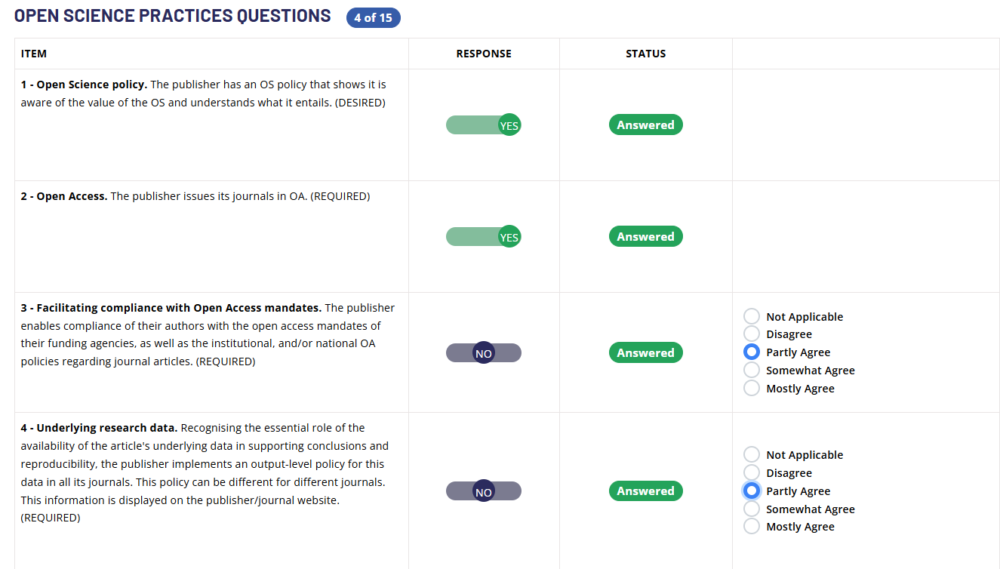 OPEN SCIENCE PRACTICES QUESTIONS 4 of 15
ITEM RESPONSE STATUS
1 - Open Science policy. The publisher has an OS policy that shows it is
aware of the value of the OS and understands what it entails. (DESIRED)
YES Answered
2 - Open Access. The publisher issues its journals in OA. (REQUIRED)
YES Answered
3 - Facilitating compliance with Open Access mandates. The publisher
enables compliance of their authors with the open access mandates of
their funding agencies, as well as the institutional, and/or national OA
policies regarding journal articles. (REQUIRED)
NO Answered
Not Applicable
Disagree
Partly Agree
Somewhat Agree
Mostly Agree
4 - Underlying research data. Recognising the essential role of the
availability of the article's underlying data in supporting conclusions and
reproducibility, the publisher implements an output-level policy for this
data in all its journals. This policy can be different for different journals.
This information is displayed on the publisher/journal website.
(REQUIRED)
NO Answered
Not Applicable
Disagree
Partly Agree
Somewhat Agree
Mostly Agree